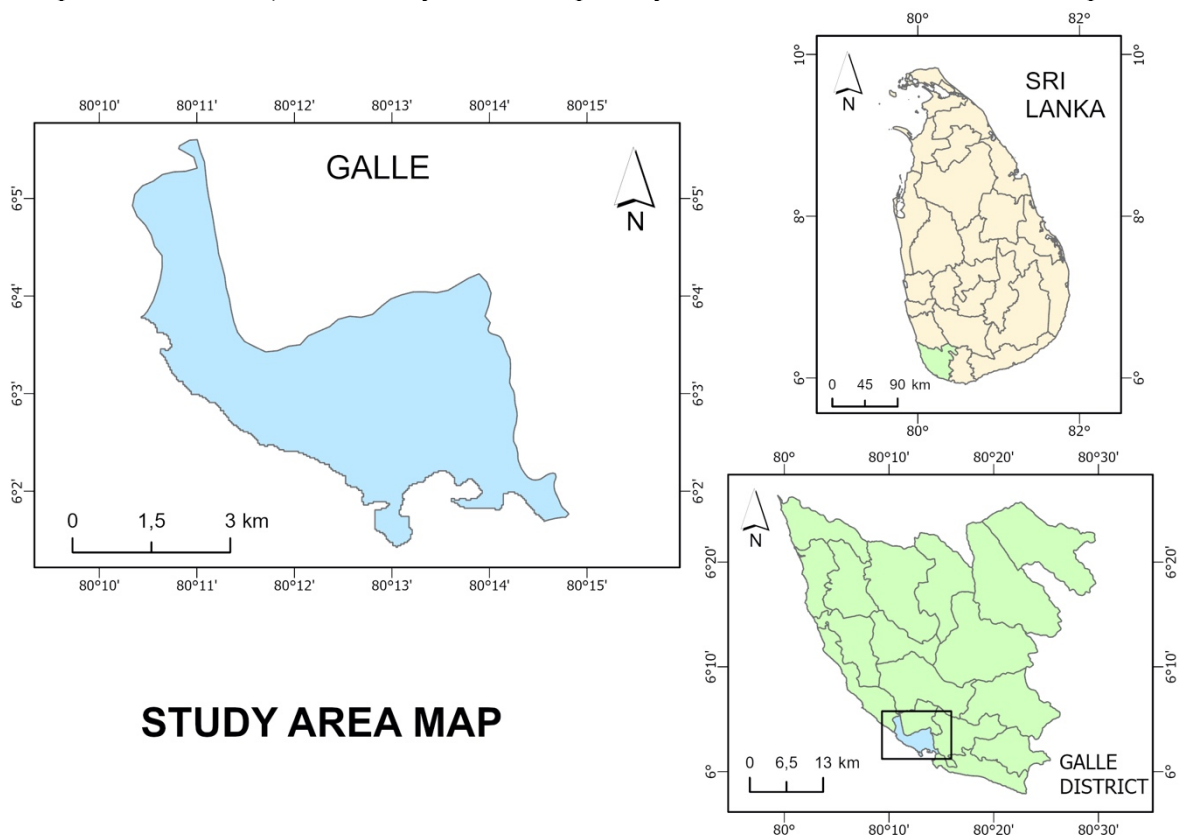 80°10' 80°11' 80°12' 80°13' 80°14' 80°15'
GALLE
N
6°5' 6°5'
6°4' 6°4'
6°3' 6°3'
6°2' 6°2'
0 1,5 3 km
80°10' 80°11' 80°12' 80°13' 80°14' 80°15'
80° 82°
10° 10°
SRI
LANKA
N
8° 8°
6° 6°
0 45 90 km
80° 82°
80° 80°10' 80°20' 80°30'
N
6°20' 6°20'
6°10' 6°10'
6° 6°
0 6,5 13 km
GALLE
DISTRICT
80° 80°10' 80°20' 80°30'
STUDY AREA MAP